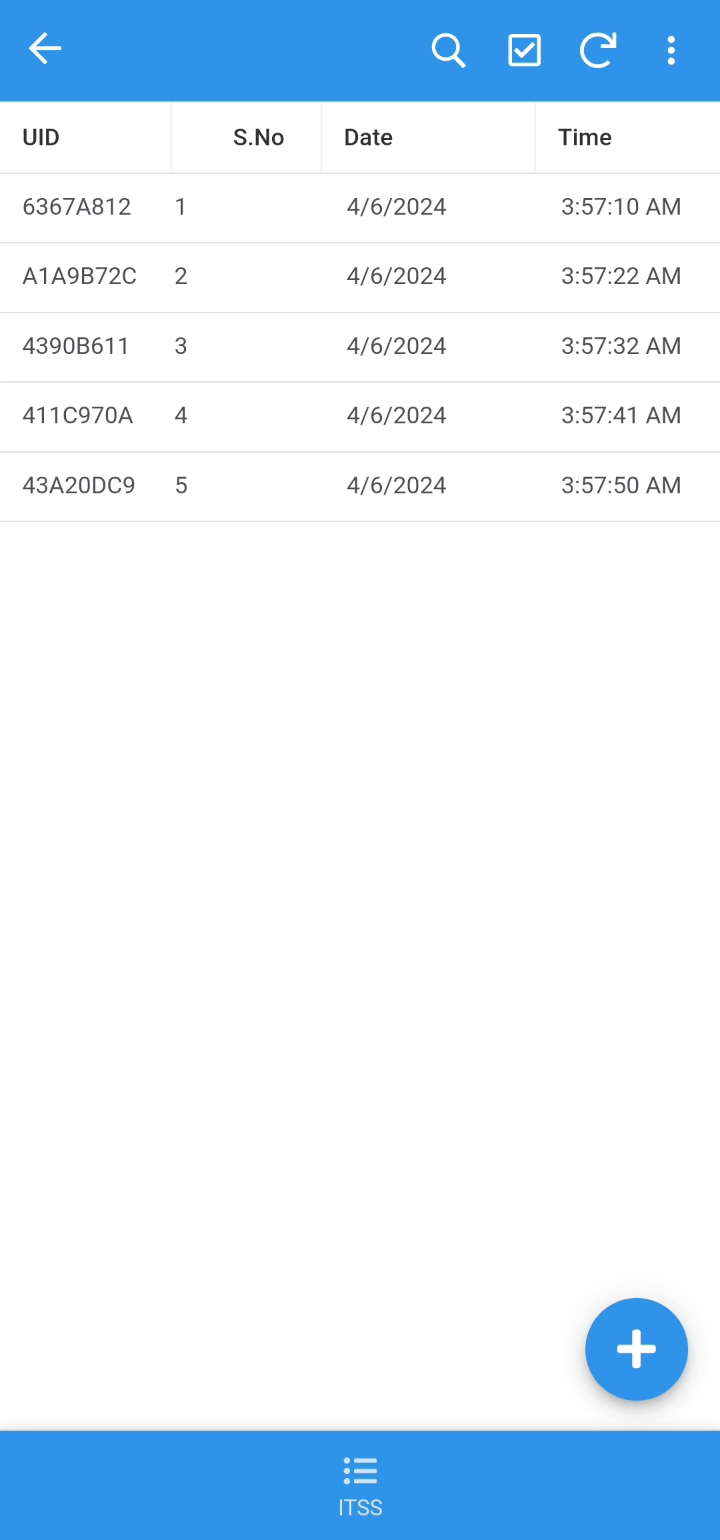 UID S.No Date Time
6367A812 1 4/6/2024 3:57:10 AM
A1A9B72C 2 4/6/2024 3:57:22 AM
4390B611 3 4/6/2024 3:57:32 AM
411C970A 4 4/6/2024 3:57:41 AM
43A20DC9 5 4/6/2024 3:57:50 AM
ITSS